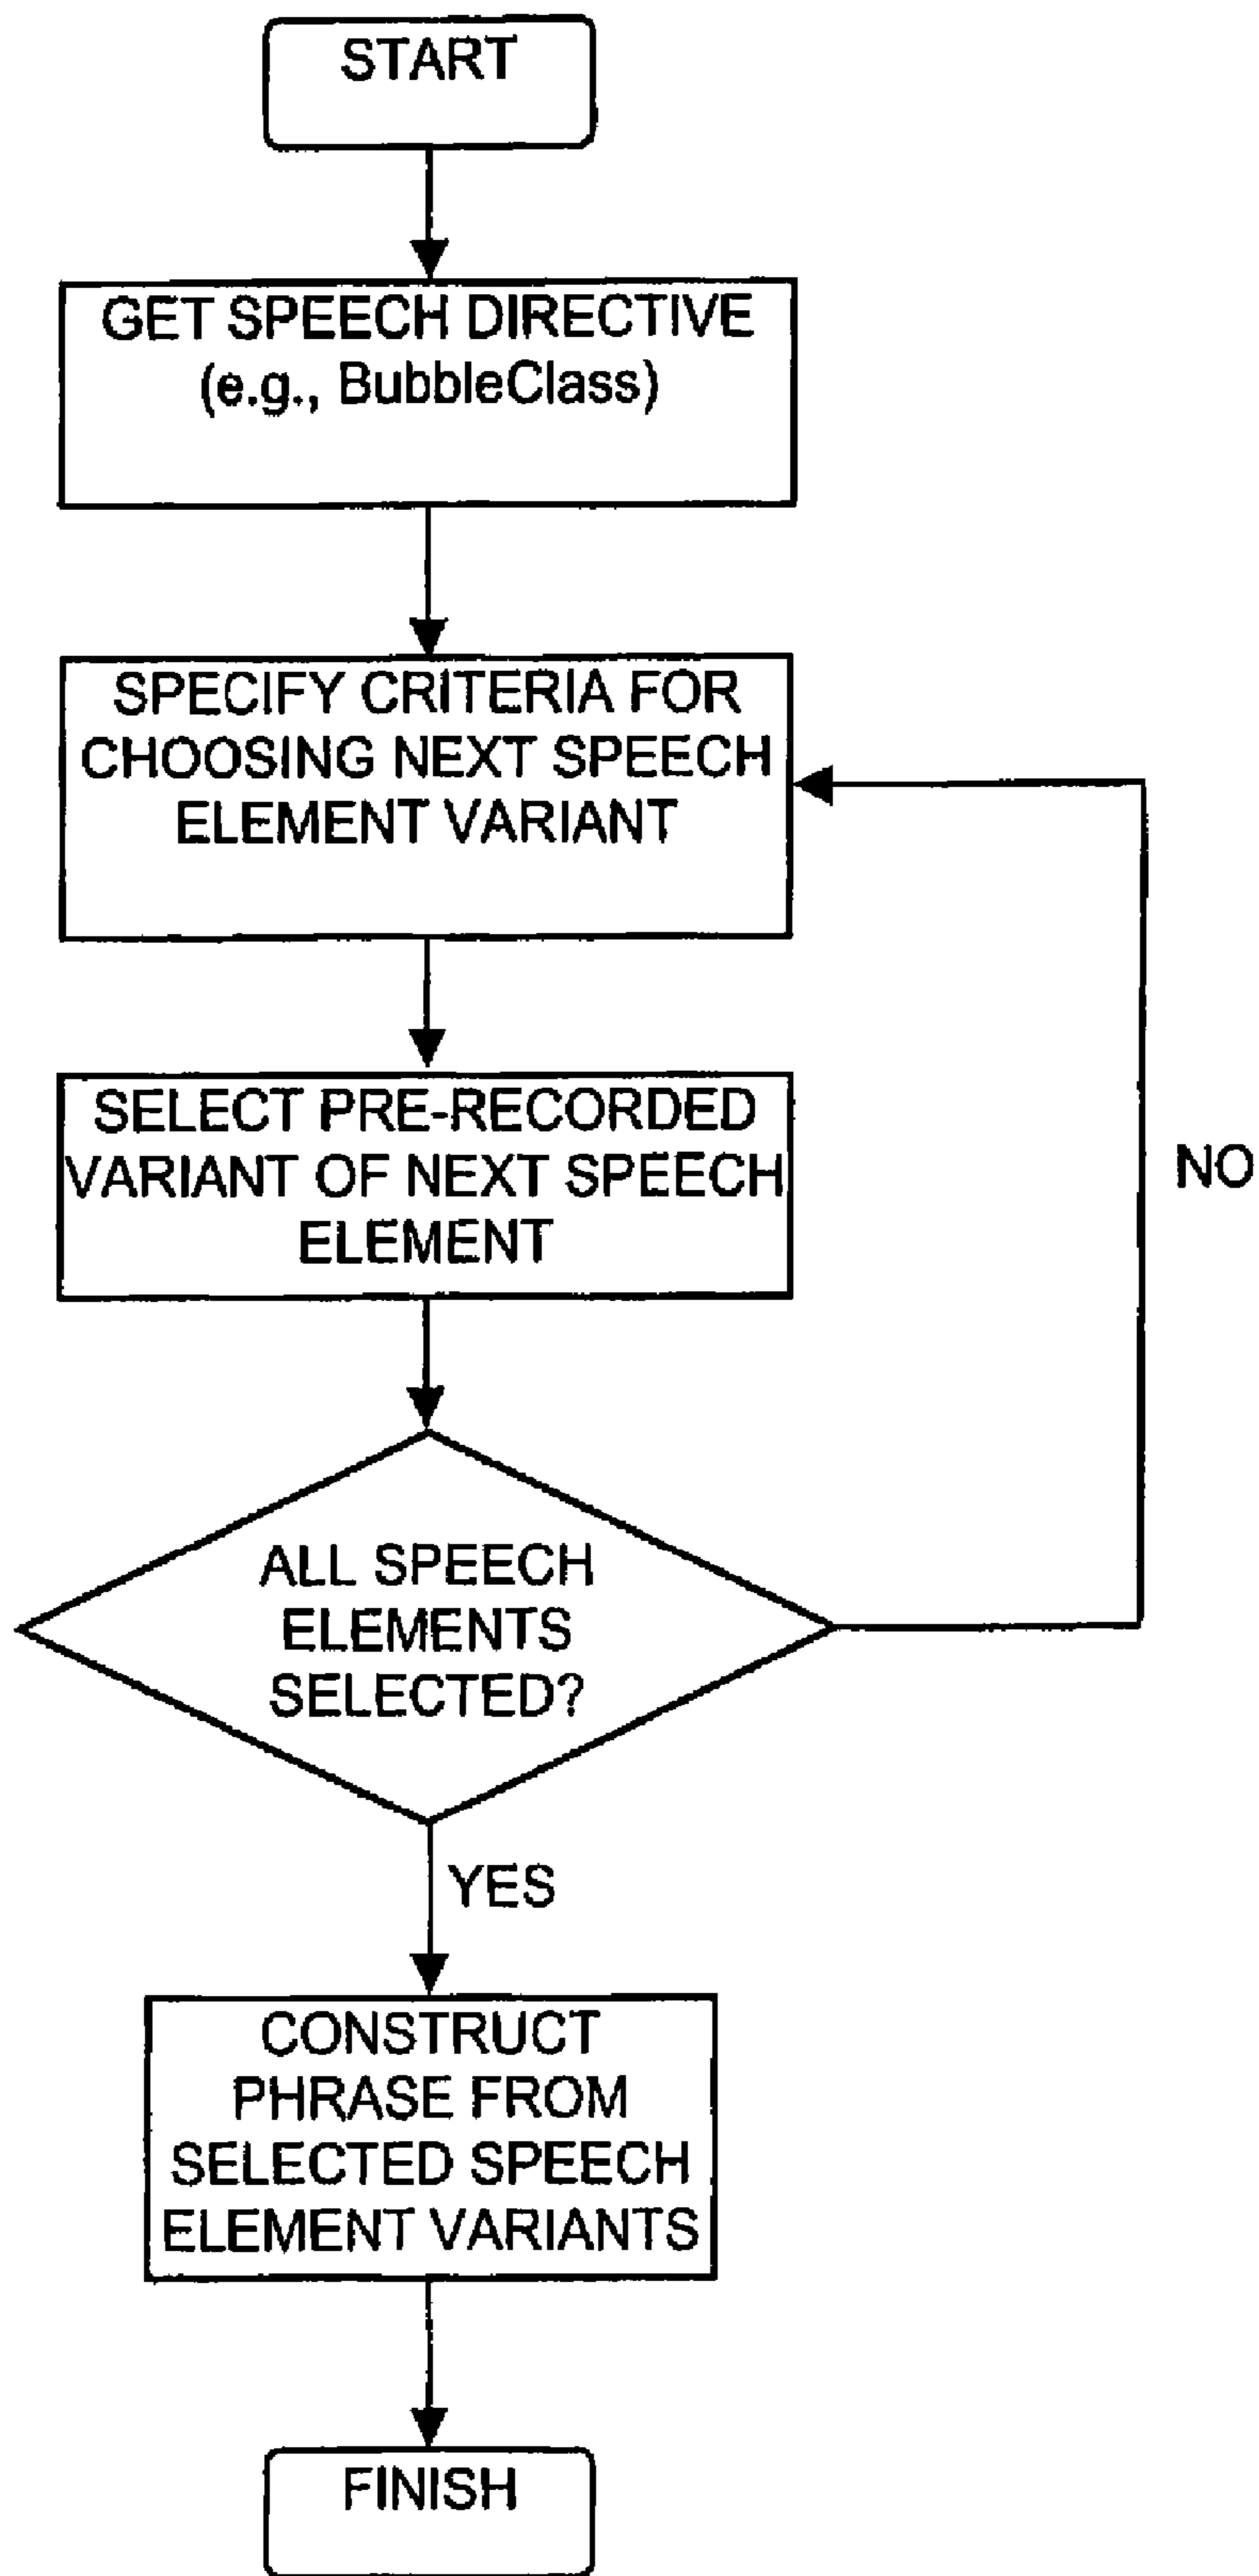 START
GET SPEECH DIRECTIVE
(e.g., BubbleClass)
SPECIFY CRITERIA FOR
CHOOSING NEXT SPEECH
ELEMENT VARIANT
SELECT PRE-RECORDED
VARIANT OF NEXT SPEECH
ELEMENT
NO
ALL SPEECH
ELEMENTS
SELECTED?
YES
CONSTRUCT
PHRASE FROM
SELECTED SPEECH
ELEMENT VARIANTS
FINISH